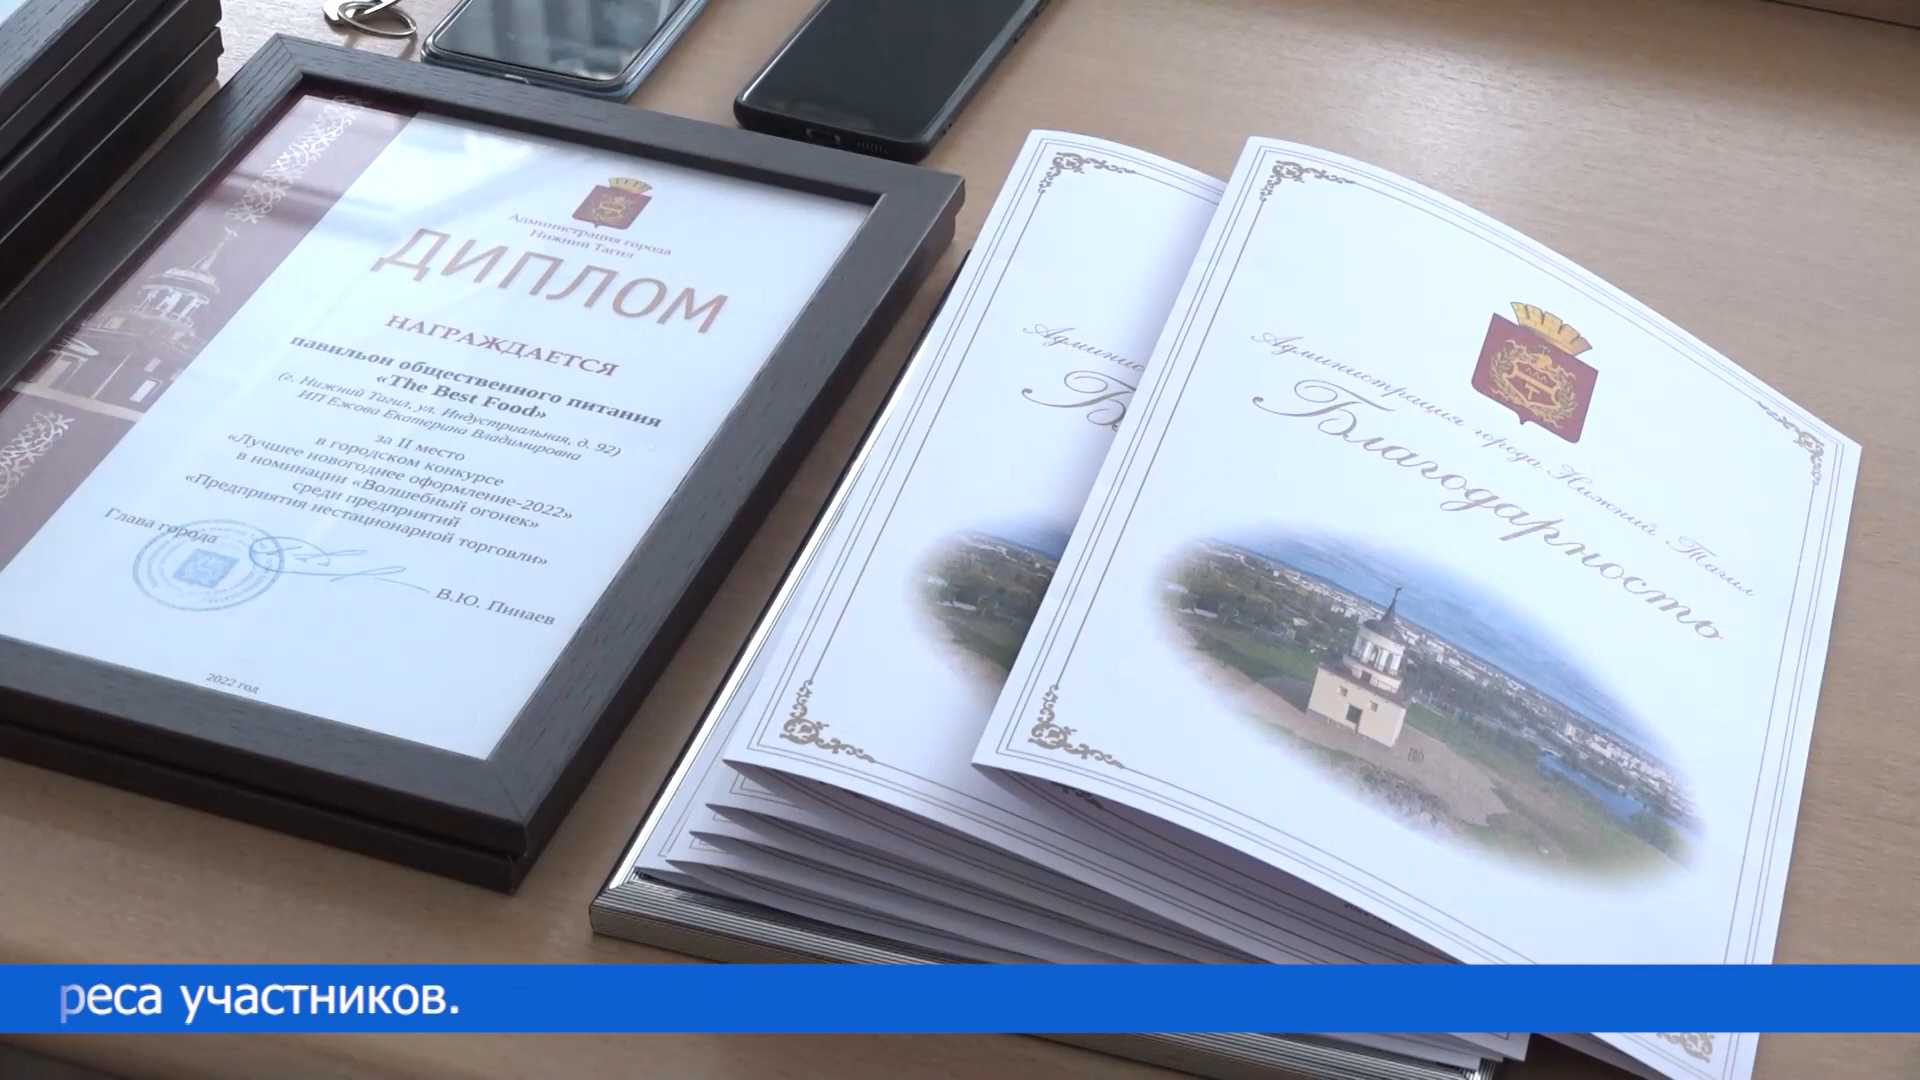 Администрация города
Нижний Тагил
ДИПЛОМ
НАГРАЖДАЕТСЯ
павильон общественного питания
«The Best Food»
(г. Нижний Тагил, ул. Индустриальная, д. 92)
ИП Ежова Екатерина Владимировна
за II место
в городском конкурсе
«Лучшее новогоднее оформление-2022»
в номинации «Волшебный огонек»
среди предприятий
«Предприятия нестационарной торговли»
Глава города
В.Ю. Пинаев
2022 год
Администрация города Нижний Тагил
Благодарность
реса участников.